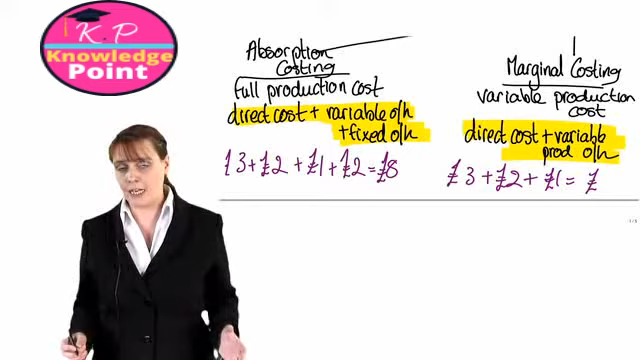 K.P
Knowledge
Point
Absorption
Costing
full production cost
direct cost + variable o/h
+ fixed o/h
£3 + £2 + £1 + £2 = £8
Marginal Costing
variable production
cost
direct cost + variable
prod o/h
£3 + £2 + £1 = £